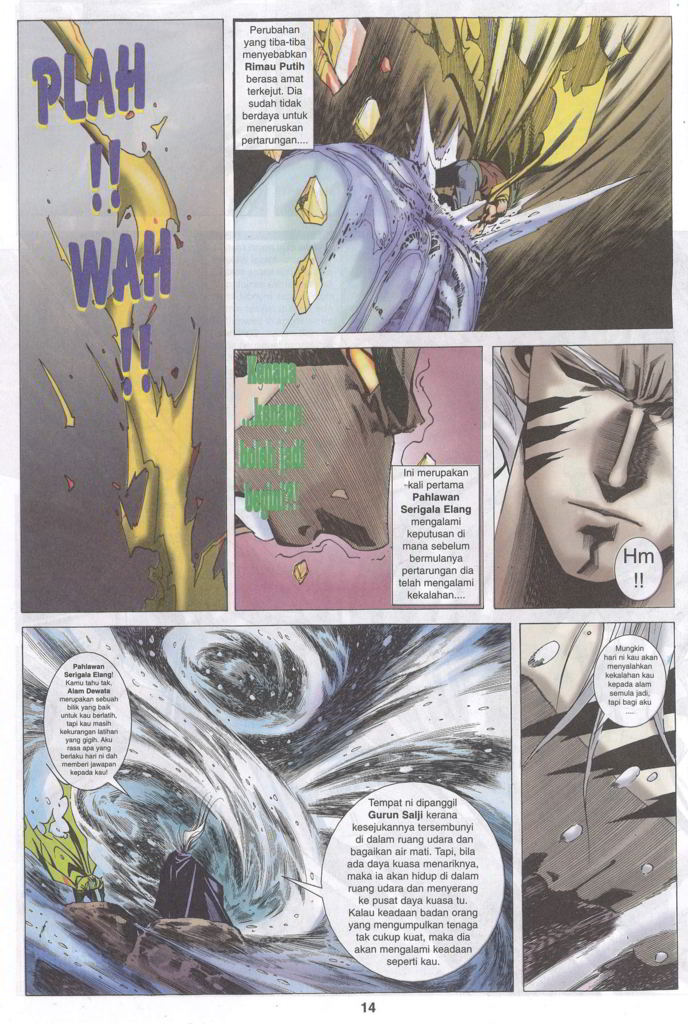 PLAH
!!
WAH
!!
Perubahan
yang tiba-tiba
menyebabkan
Rimau Putih
berasa amat
terkejut. Dia
sudah tidak
berdaya untuk
meneruskan
pertarungan....
Kenapa
...kenapa
boleh jadi
begini?!!
Ini merupakan
-kali pertama
Pahlawan
Serigala Elang
mengalami
keputusan di
mana sebelum
bermulanya
pertarungan dia
telah mengalami
kekalahan....
Hm
!!
Pahlawan
Serigala Elang!
Kamu tahu tak,
Alam Dewata
merupakan sebuah
bilik yang baik
untuk kau berlatih,
tapi kau masih
kekurangan latihan
yang gigih. Aku
rasa apa yang
berlaku hari ni dah
memberi jawapan
kepada kau!
Tempat ni dipanggil
Gurun Salji kerana
kesejukannya tersembunyi
di dalam ruang udara dan
bagaikan air mati. Tapi, bila
ada daya kuasa menariknya,
maka ia akan hidup di dalam
ruang udara dan menyerang
ke pusat daya kuasa tu.
Kalau keadaan badan orang
yang mengumpulkan tenaga
tak cukup kuat, maka dia
akan mengalami keadaan
seperti kau.
Mungkin
hari ni kau akan
menyalahkan
kekalahan kau
kepada alam
semula jadi,
tapi bagi aku
.....
14